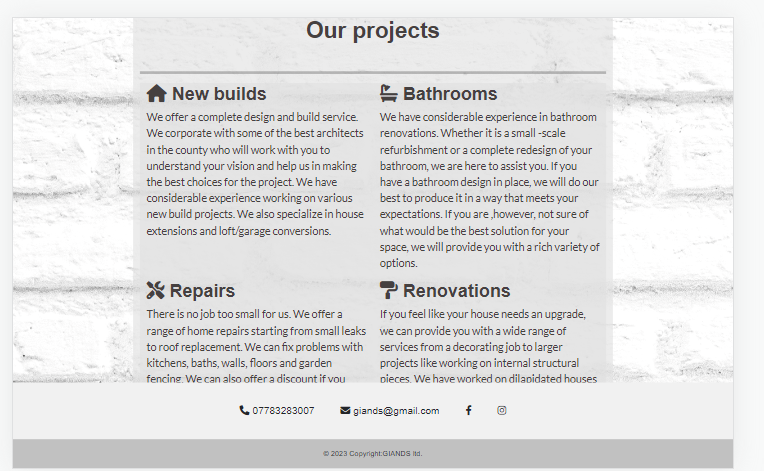 Our projects
New builds
We offer a complete design and build service.
We corporate with some of the best architects
in the county who will work with you to
understand your vision and help us in making
the best choices for the project. We have
considerable experience working on various
new build projects. We also specialize in house
extensions and loft/garage conversions.
Bathrooms
We have considerable experience in bathroom
renovations. Whether it is a small -scale
refurbishment or a complete redesign of your
bathroom, we are here to assist you. If you
have a bathroom design in place, we will do our
best to produce it in a way that meets your
expectations. If you are ,however, not sure of
what would be the best solution for your
space, we will provide you with a rich variety of
options.
Repairs
There is no job too small for us. We offer a
range of home repairs starting from small leaks
to roof replacement. We can fix problems with
kitchens, baths, walls, floors and garden
fencing. We can also offer a discount if you
Renovations
If you feel like your house needs an upgrade,
we can provide you with a wide range of
services from a decorating job to larger
projects like working on internal structural
pieces. We have worked on dilapidated houses
07783283007 giands@gmail.com
© 2023 Copyright:GIANDS ltd.